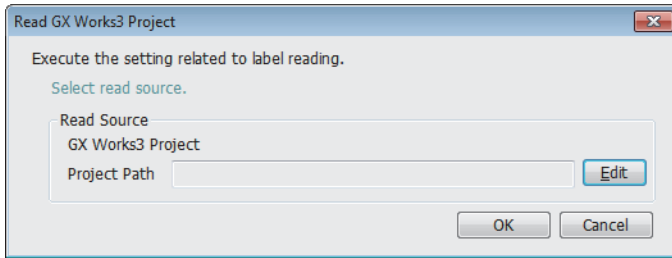 Read GX Works3 Project
Execute the setting related to label reading.
Select read source.
Read Source
GX Works3 Project
Project Path Edit
OK Cancel